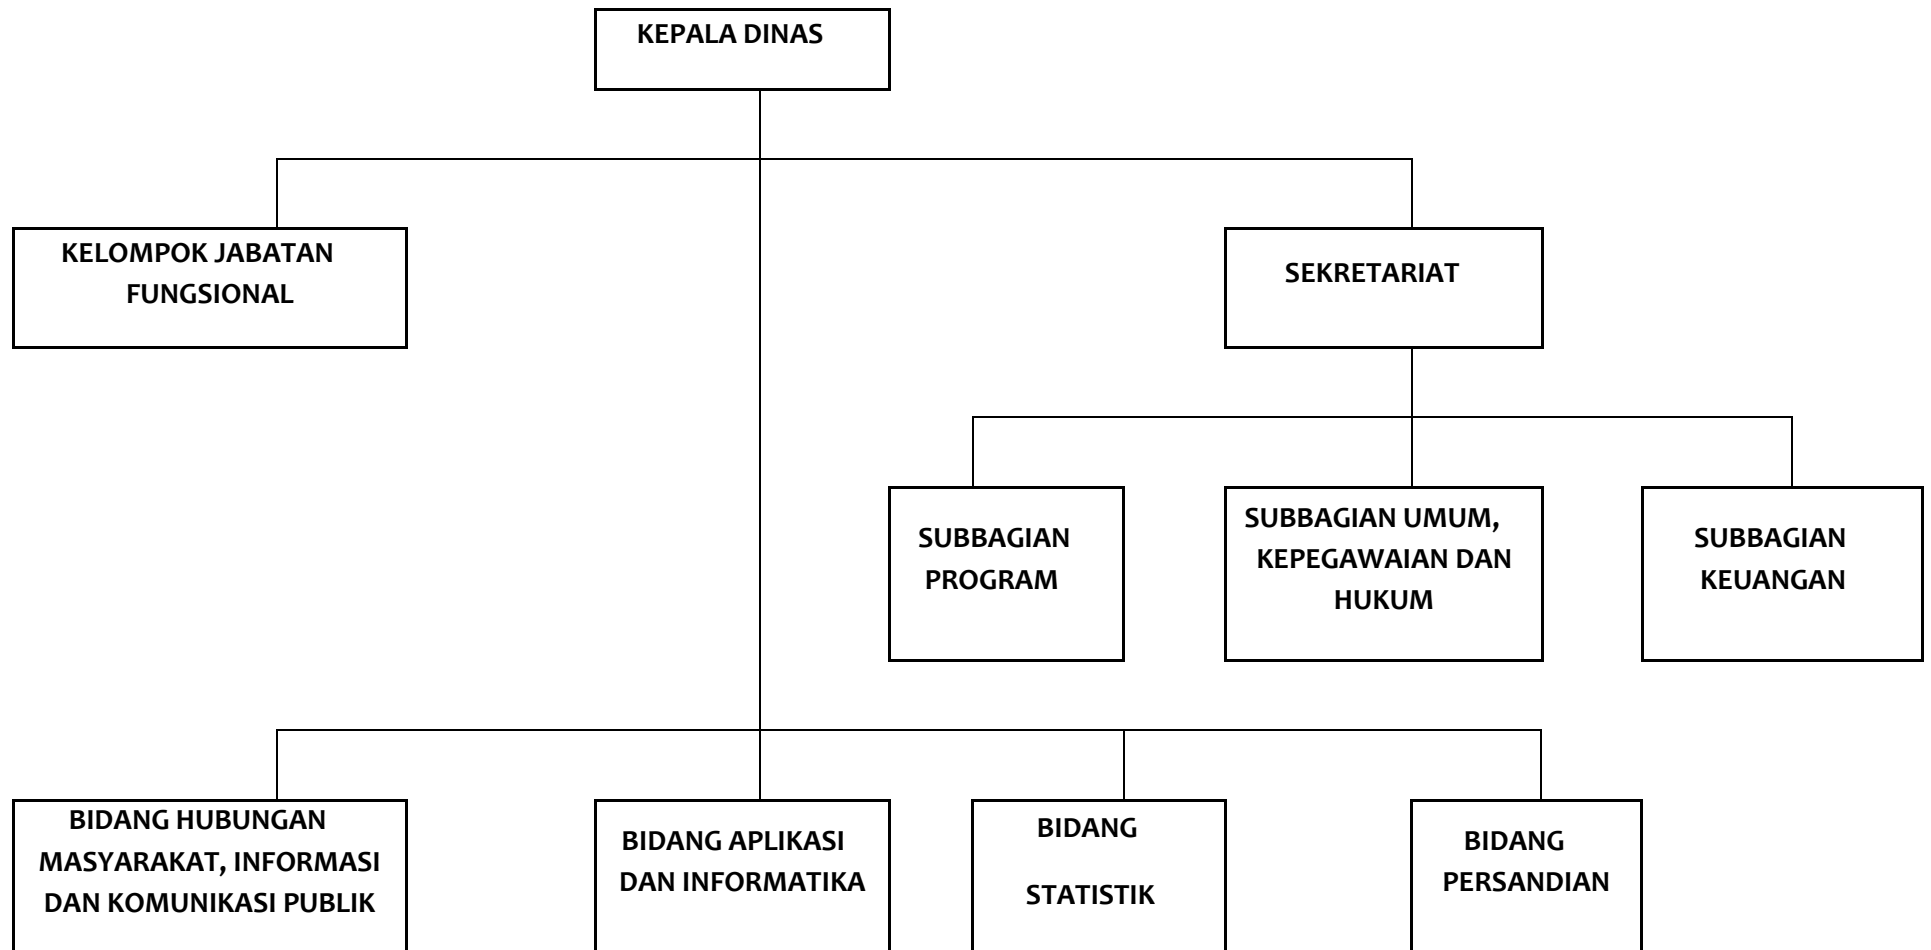 KEPALA DINAS
KELOMPOK JABATAN
FUNGSIONAL
SEKRETARIAT
SUBBAGIAN
PROGRAM
SUBBAGIAN UMUM,
KEPEGAWAIAN DAN
HUKUM
SUBBAGIAN
KEUANGAN
BIDANG HUBUNGAN
MASYARAKAT, INFORMASI
DAN KOMUNIKASI PUBLIK
BIDANG APLIKASI
DAN INFORMATIKA
BIDANG
STATISTIK
BIDANG
PERSANDIAN